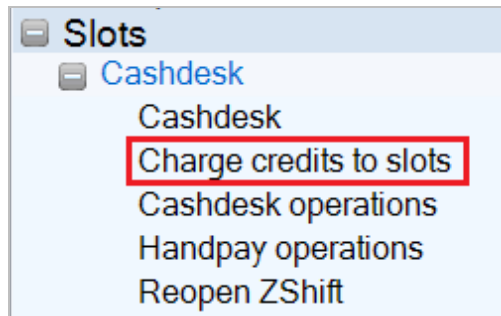 Slots
Cashdesk
Cashdesk
Charge credits to slots
Cashdesk operations
Handpay operations
Reopen ZShift